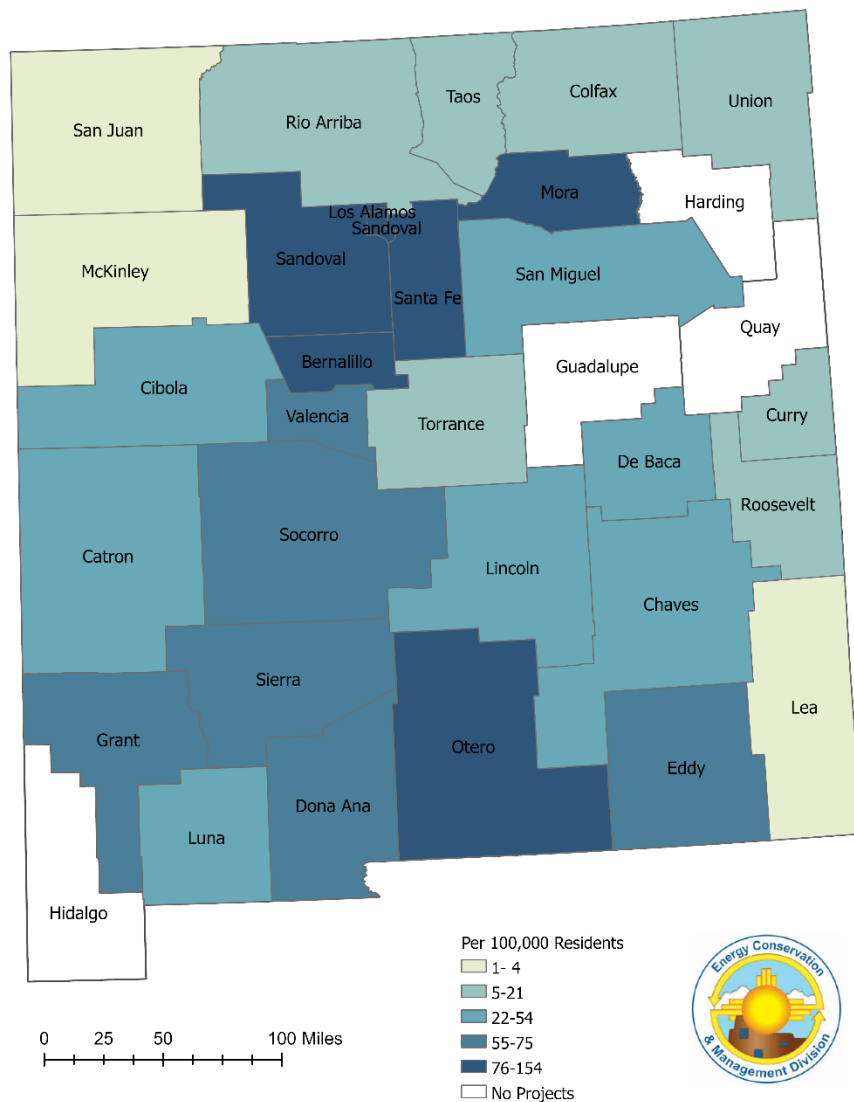 San Juan
Rio Arriba
Taos
Colfax
Union
Los Alamos
Sandoval
Mora
Harding
McKinley
Sandoval
Santa Fe
San Miguel
Quay
Bernalillo
Guadalupe
Cibola
Valencia
Torrance
Curry
De Baca
Roosevelt
Catron
Socorro
Lincoln
Chaves
Sierra
Grant
Otero
Lea
Eddy
Dona Ana
Luna
Hidalgo
Per 100,000 Residents
1- 4
5-21
22-54
55-75
76-154
No Projects
0 25 50 100 Miles
Energy Conservation
& Management Division